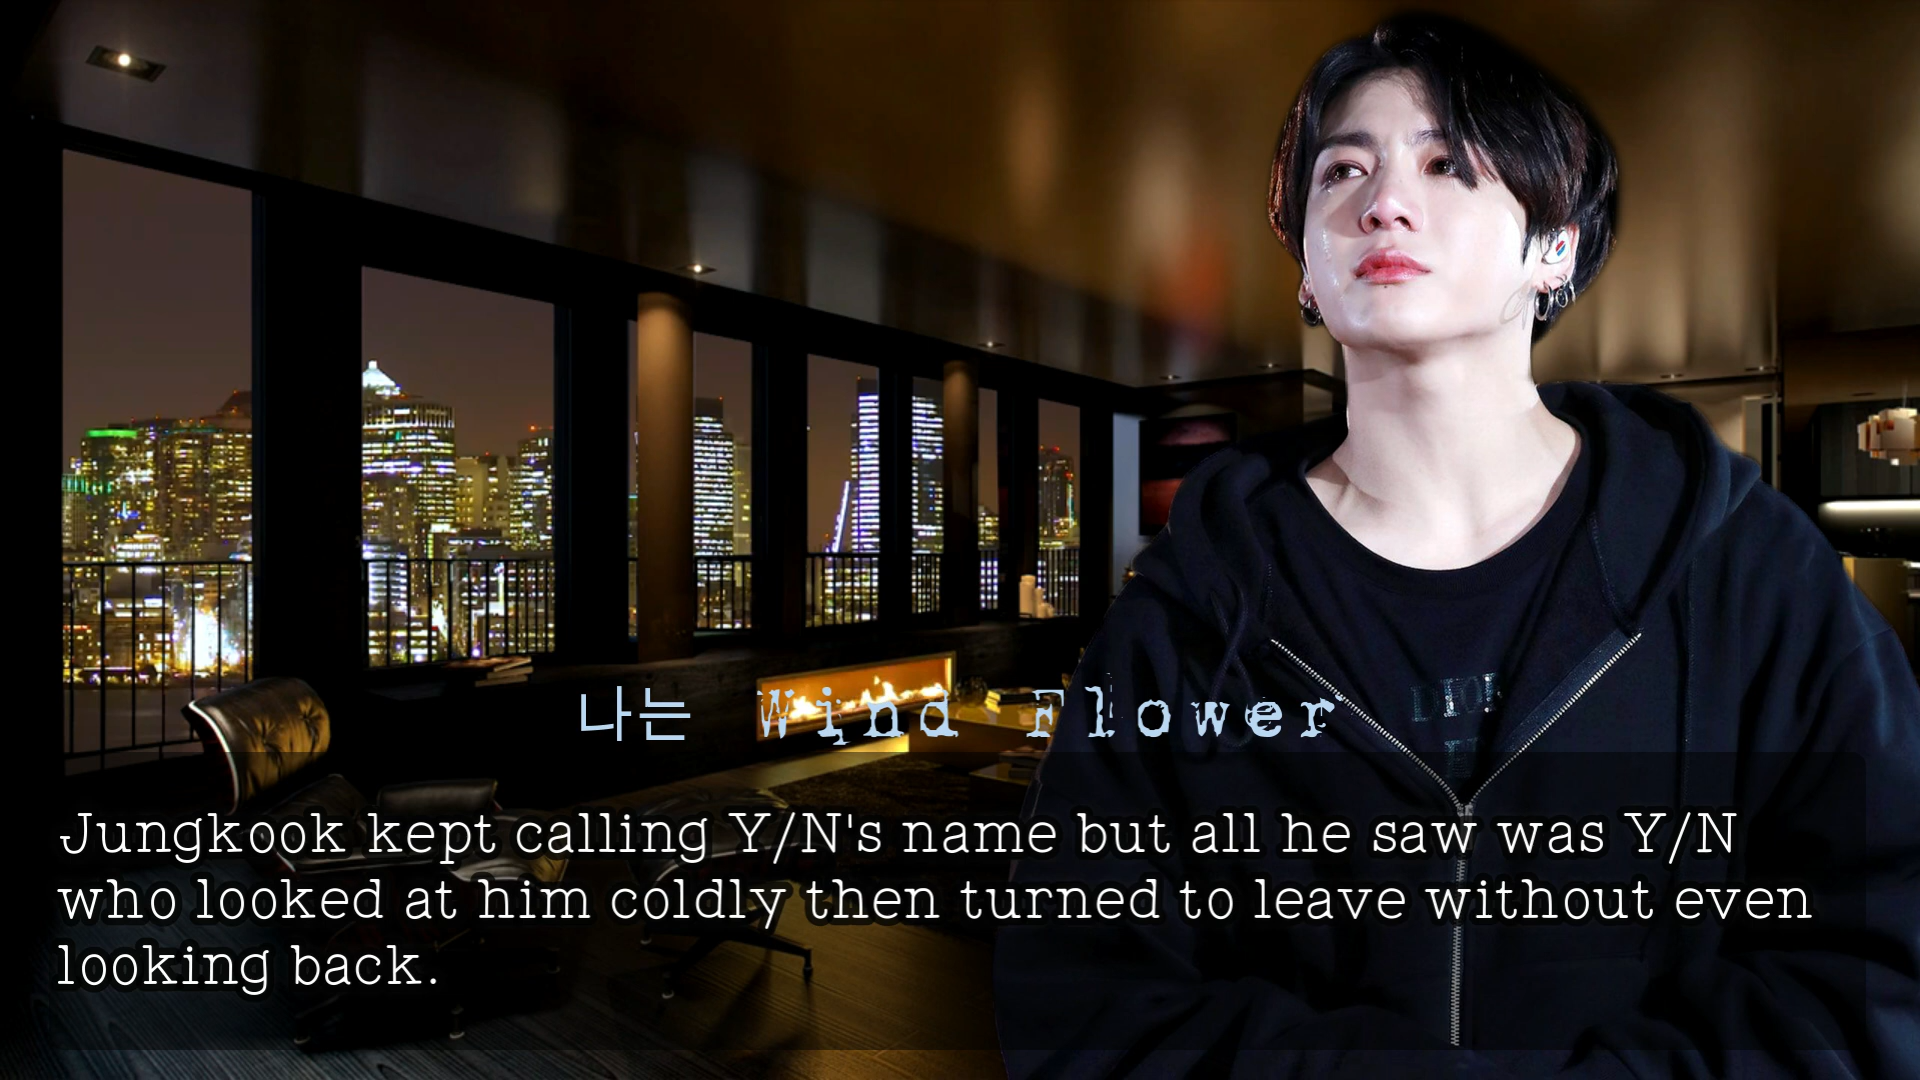 나는 Wind Flower
DIOR
Jungkook kept calling Y/N's name but all he saw was Y/N
who looked at him coldly then turned to leave without even
looking back.